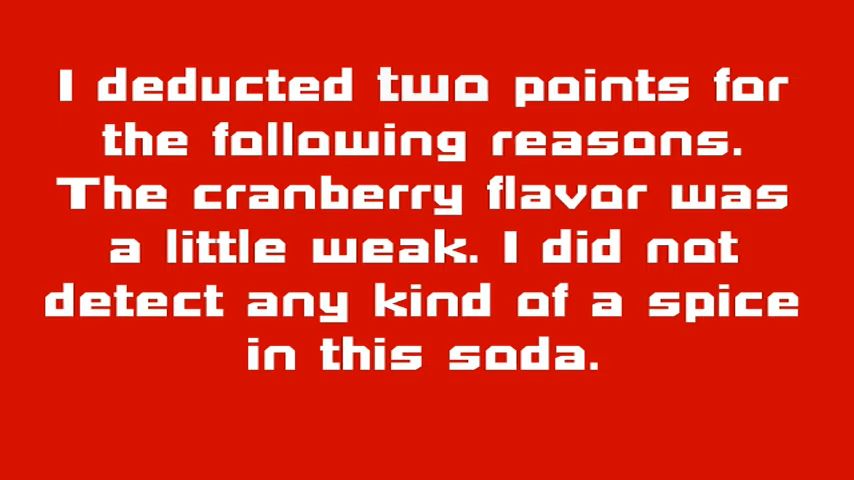 I deducted two points for
the following reasons.
The cranberry flavor was
a little weak. I did not
detect any kind of a spice
in this soda.